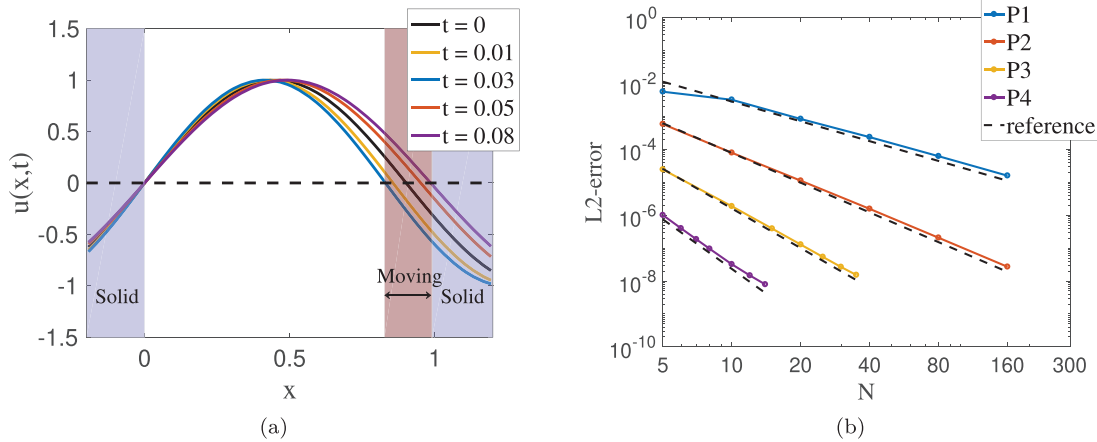 1.5
1
0.5
0
-0.5
-1
-1.5
u(x,t)
0
0.5
1
x
t = 0
t = 0.01
t = 0.03
t = 0.05
t = 0.08
Solid
Moving
Solid
(a)
10^0
10^-2
10^-4
10^-6
10^-8
10^-10
L2-error
5
10
20
40
80
160
300
N
P1
P2
P3
P4
reference
(b)